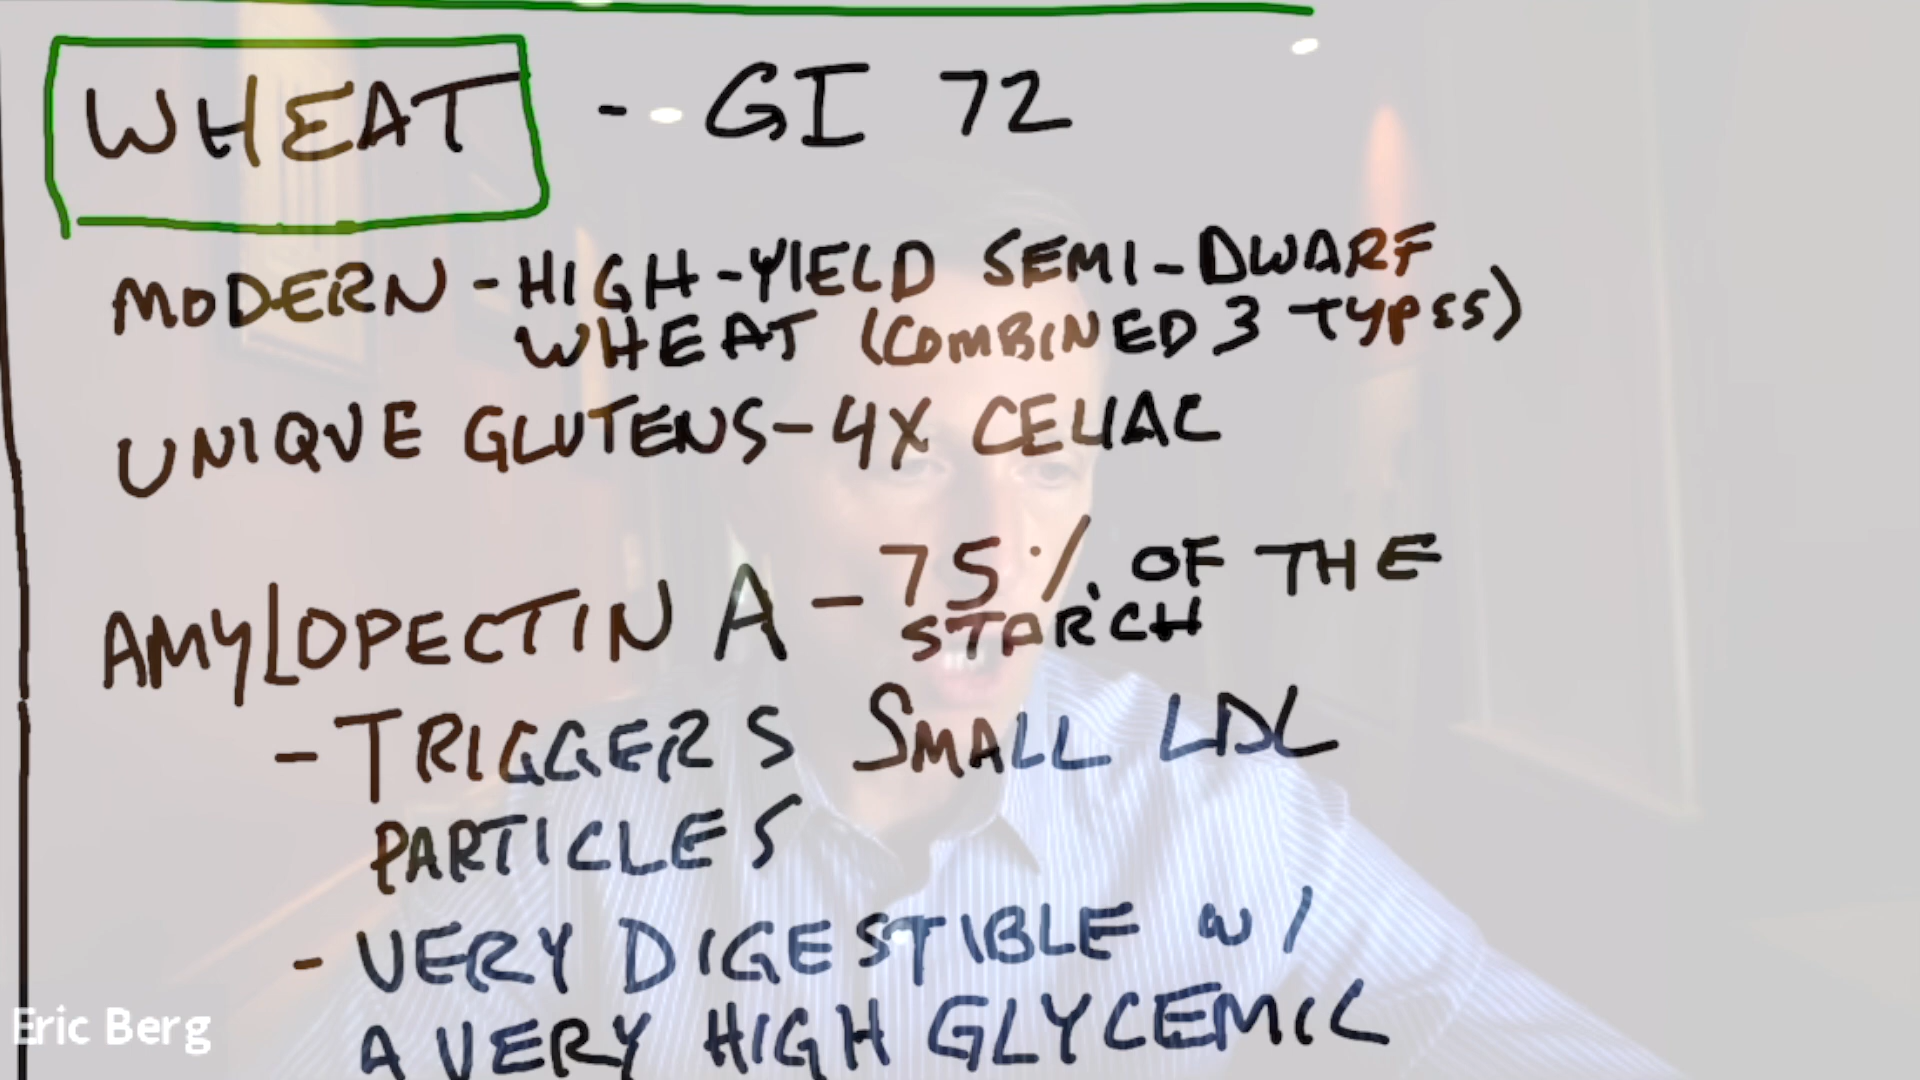 WHEAT - GI 72
MODERN - HIGH-YIELD SEMI-DWARF
WHEAT (COMBINED 3 TYPES)
UNIQUE GLUTENS - 4X CELIAC
AMYLOPECTIN A - 75% OF THE
STARCH
- TRIGGERS SMALL LDL
PARTICLES
- VERY DIGESTIBLE W/
A VERY HIGH GLYCEMIC
Eric Berg